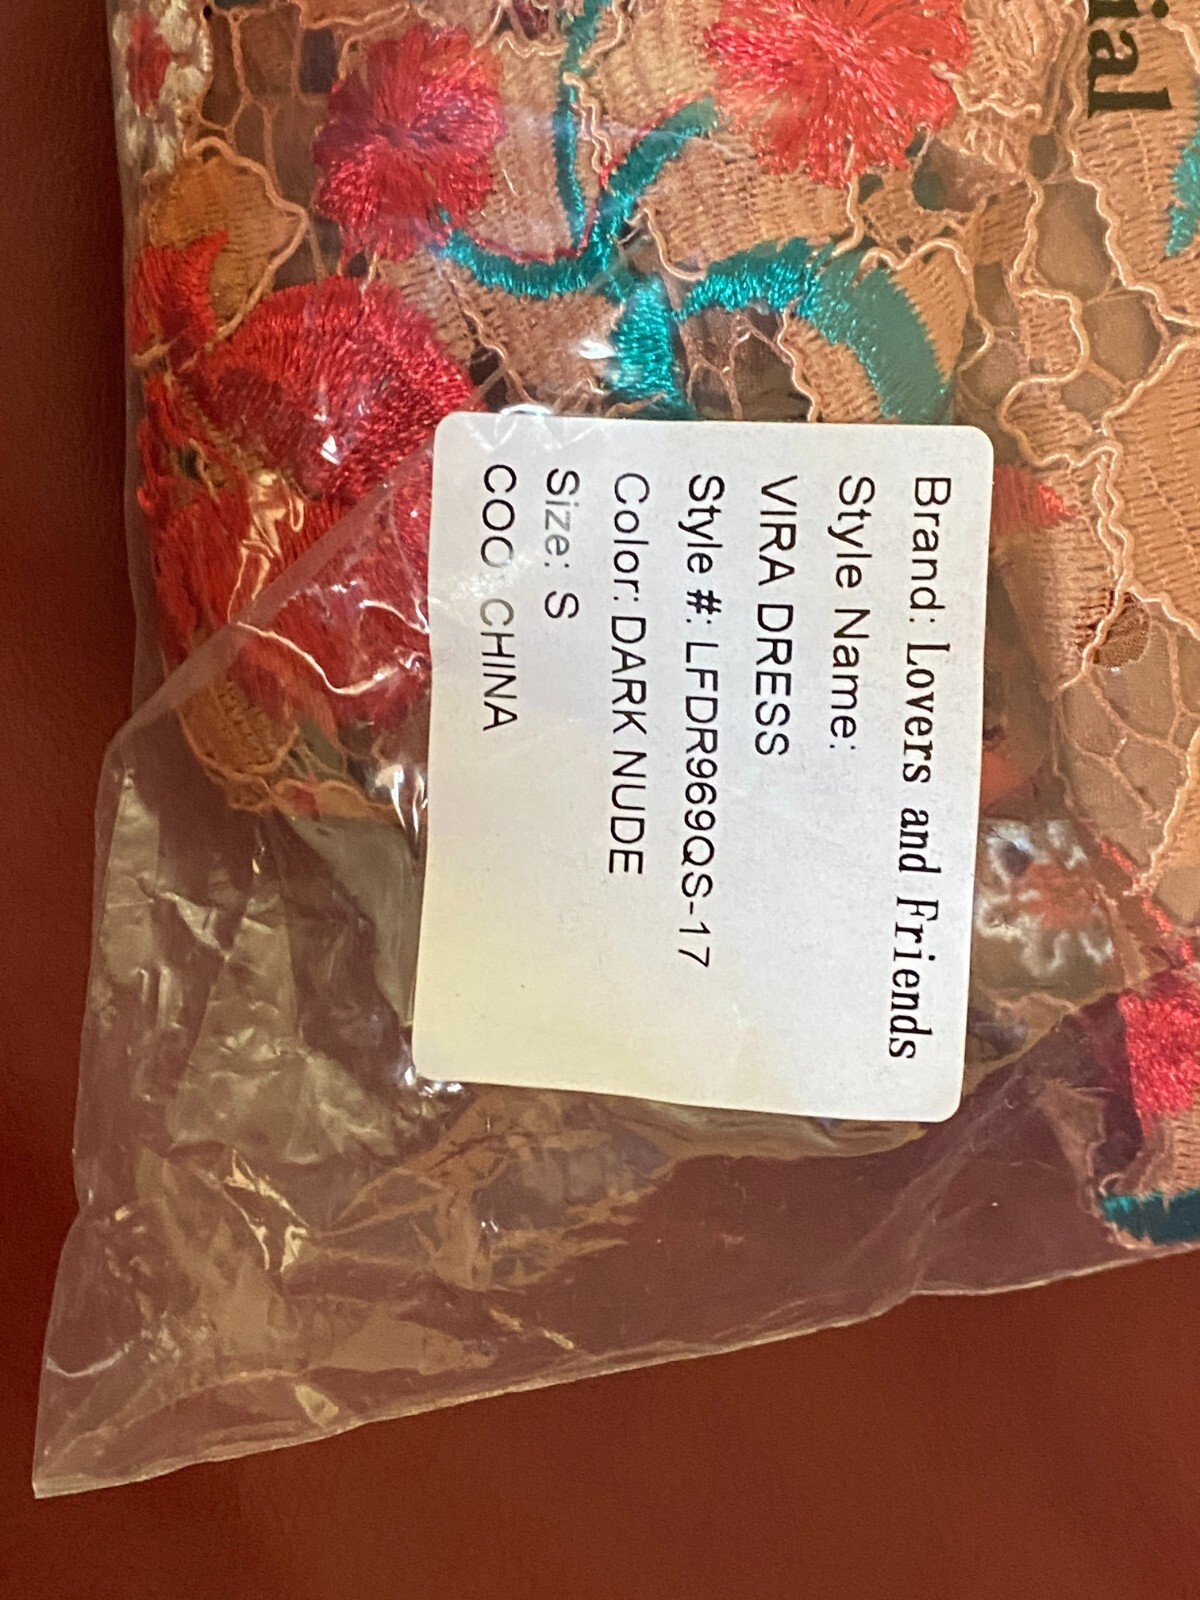 Brand: Lovers and Friends
Style Name:
VIRA DRESS
Style #: LFDR969QS-17
Color: DARK NUDE
Size: S
COO: CHINA